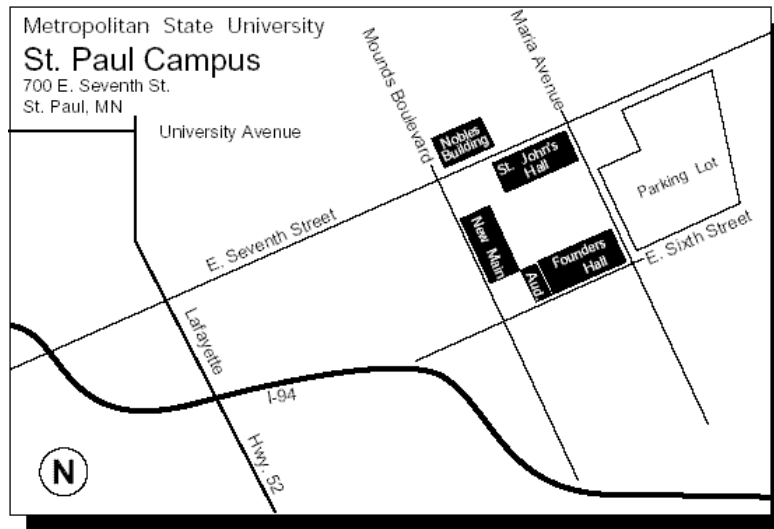 Metropolitan State University
St. Paul Campus
700 E. Seventh St.
St. Paul, MN
University Avenue
Mounds Boulevard
Maria Avenue
Nobles
Building
St. John's
Hall
Parking Lot
E. Seventh Street
New Main
Aud.
Founders
Hall
E. Sixth Street
Lafayette
I-94
Hwy. 52
N